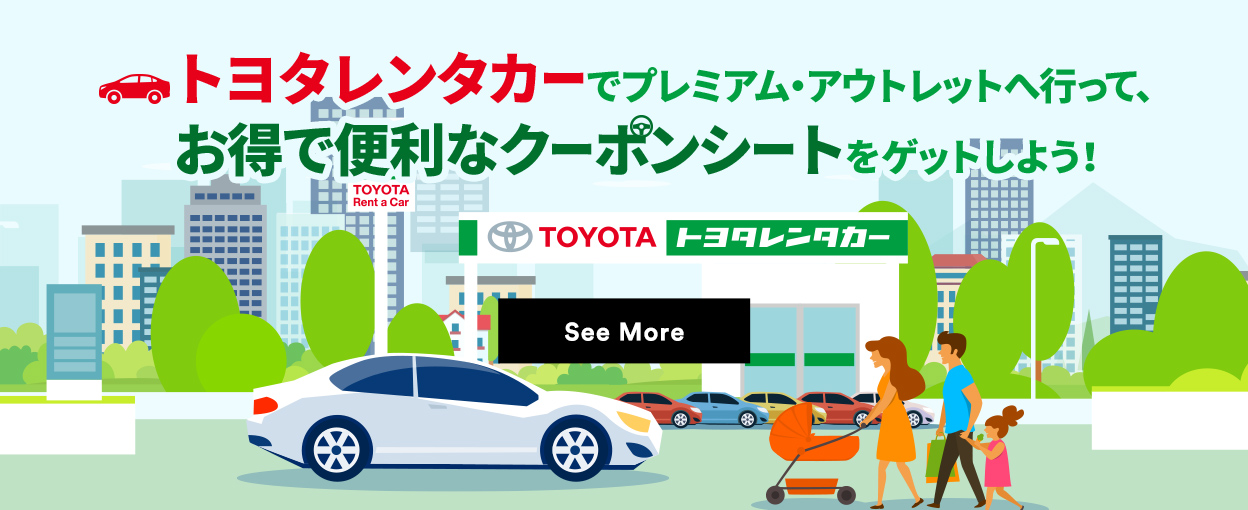 トヨタレンタカーでプレミアム・アウトレットへ行って、
お得で便利なクーポンシートをゲットしよう!
TOYOTA
Rent a Car
TOYOTA トヨタレンタカー
See More